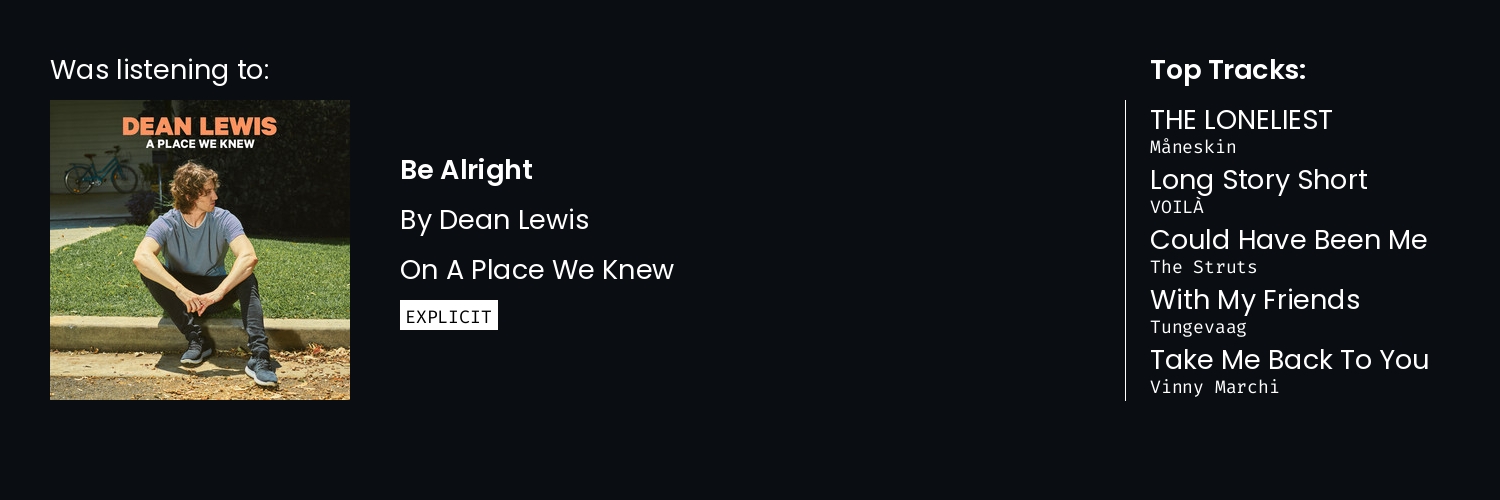 Was listening to:
DEAN LEWIS
A PLACE WE KNEW
Be Alright
By Dean Lewis
On A Place We Knew
EXPLICIT
Top Tracks:
THE LONELIEST
Måneskin
Long Story Short
VOILÀ
Could Have Been Me
The Struts
With My Friends
Tungevaag
Take Me Back To You
Vinny Marchi